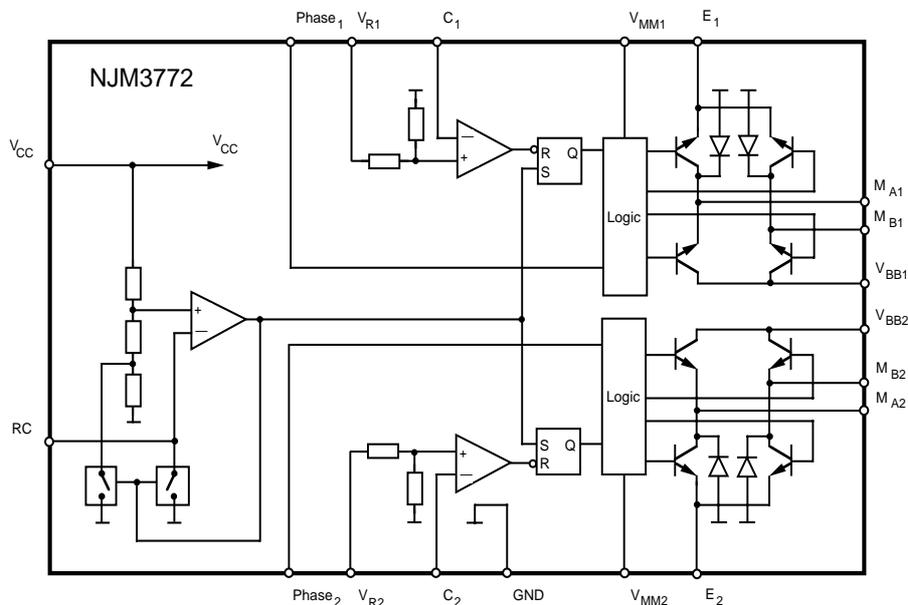 Phase1 VR1 C1 VMM1 E1
NJM3772
VCC VCC
− +
R Q
S
Logic
MA1
MB1
VBB1
+ −
VBB2
Logic
MB2
MA2
RC
S Q
R
+ −
Phase2 VR2 C2 GND VMM2 E2